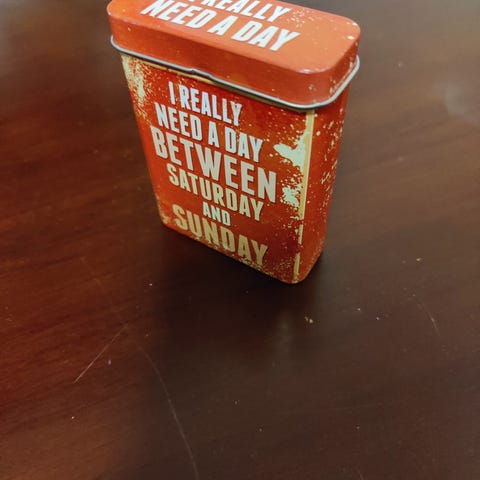 I REALLY
NEED A DAY
I REALLY
NEED A DAY
BETWEEN
SATURDAY
AND
SUNDAY